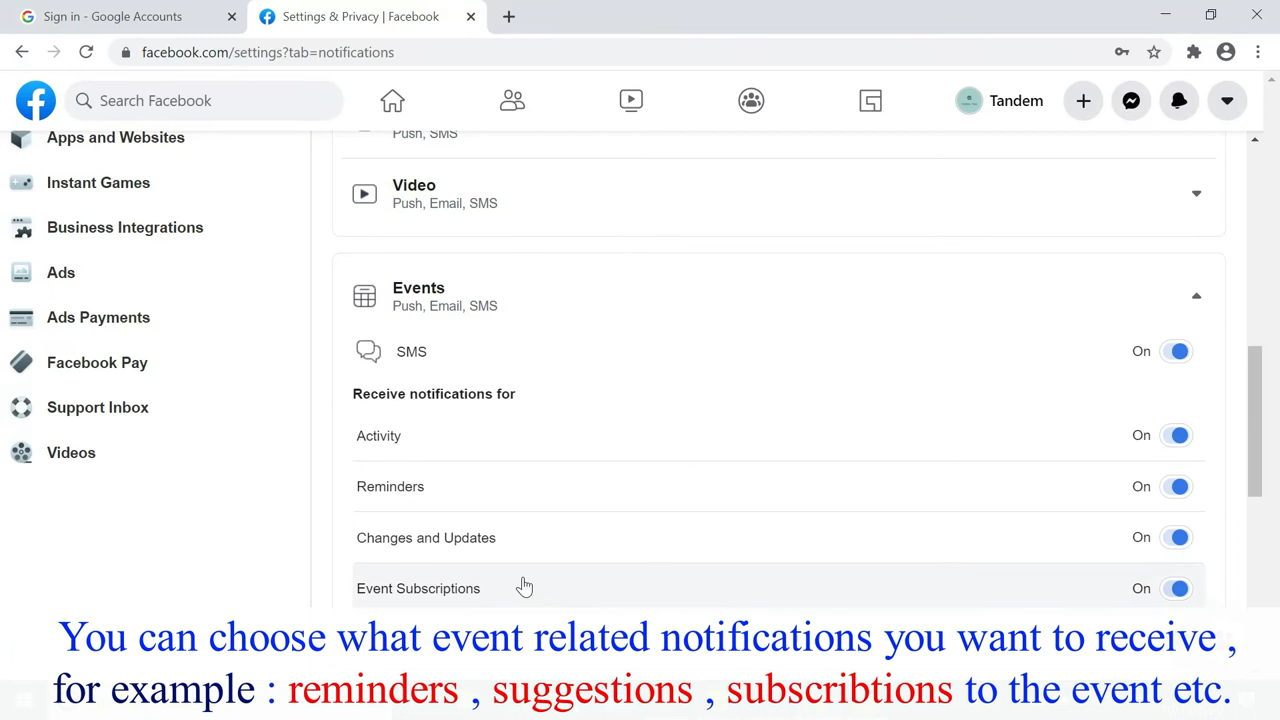 Sign in - Google Accounts
Settings & Privacy | Facebook
facebook.com/settings?tab=notifications
Search Facebook
Tandem
Apps and Websites
Instant Games
Business Integrations
Ads
Ads Payments
Facebook Pay
Support Inbox
Videos
Push, SMS
Video
Push, Email, SMS
Events
Push, Email, SMS
SMS On
Receive notifications for
Activity On
Reminders On
Changes and Updates On
Event Subscriptions On
You can choose what event related notifications you want to receive ,
for example : reminders , suggestions , subscribtions to the event etc.